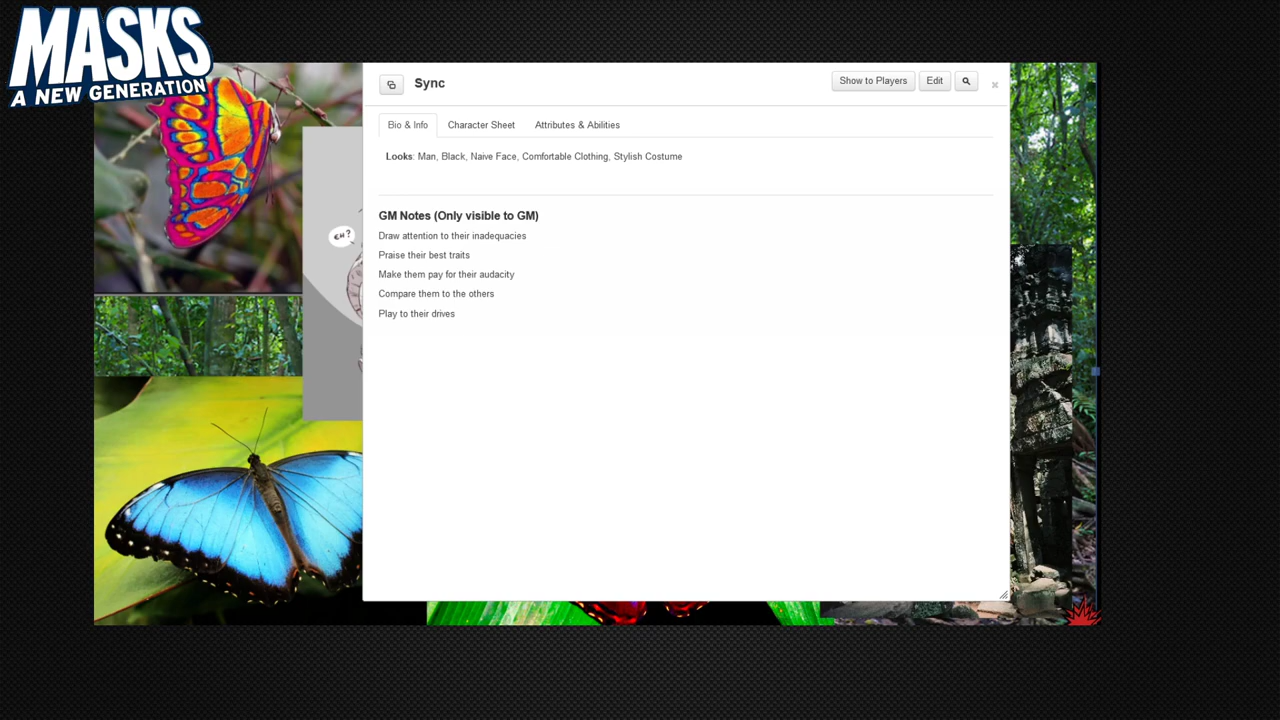 MASKS
A NEW GENERATION
Sync
Show to Players
Edit
Bio & Info
Character Sheet
Attributes & Abilities
Looks: Man, Black, Naive Face, Comfortable Clothing, Stylish Costume
GM Notes (Only visible to GM)
Draw attention to their inadequacies
EH?
Praise their best traits
Make them pay for their audacity
Compare them to the others
Play to their drives